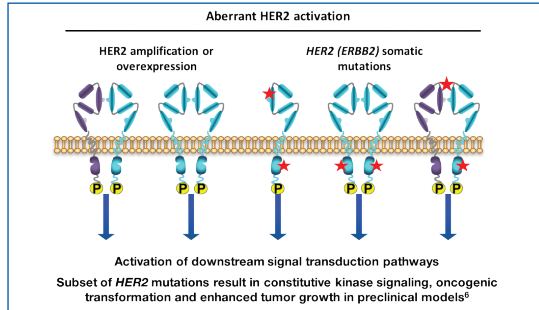 Aberrant HER2 activation
HER2 amplification or
overexpression
HER2 (ERBB2) somatic
mutations
P P P P P P P P P
Activation of downstream signal transduction pathways
Subset of HER2 mutations result in constitutive kinase signaling, oncogenic
transformation and enhanced tumor growth in preclinical models⁶